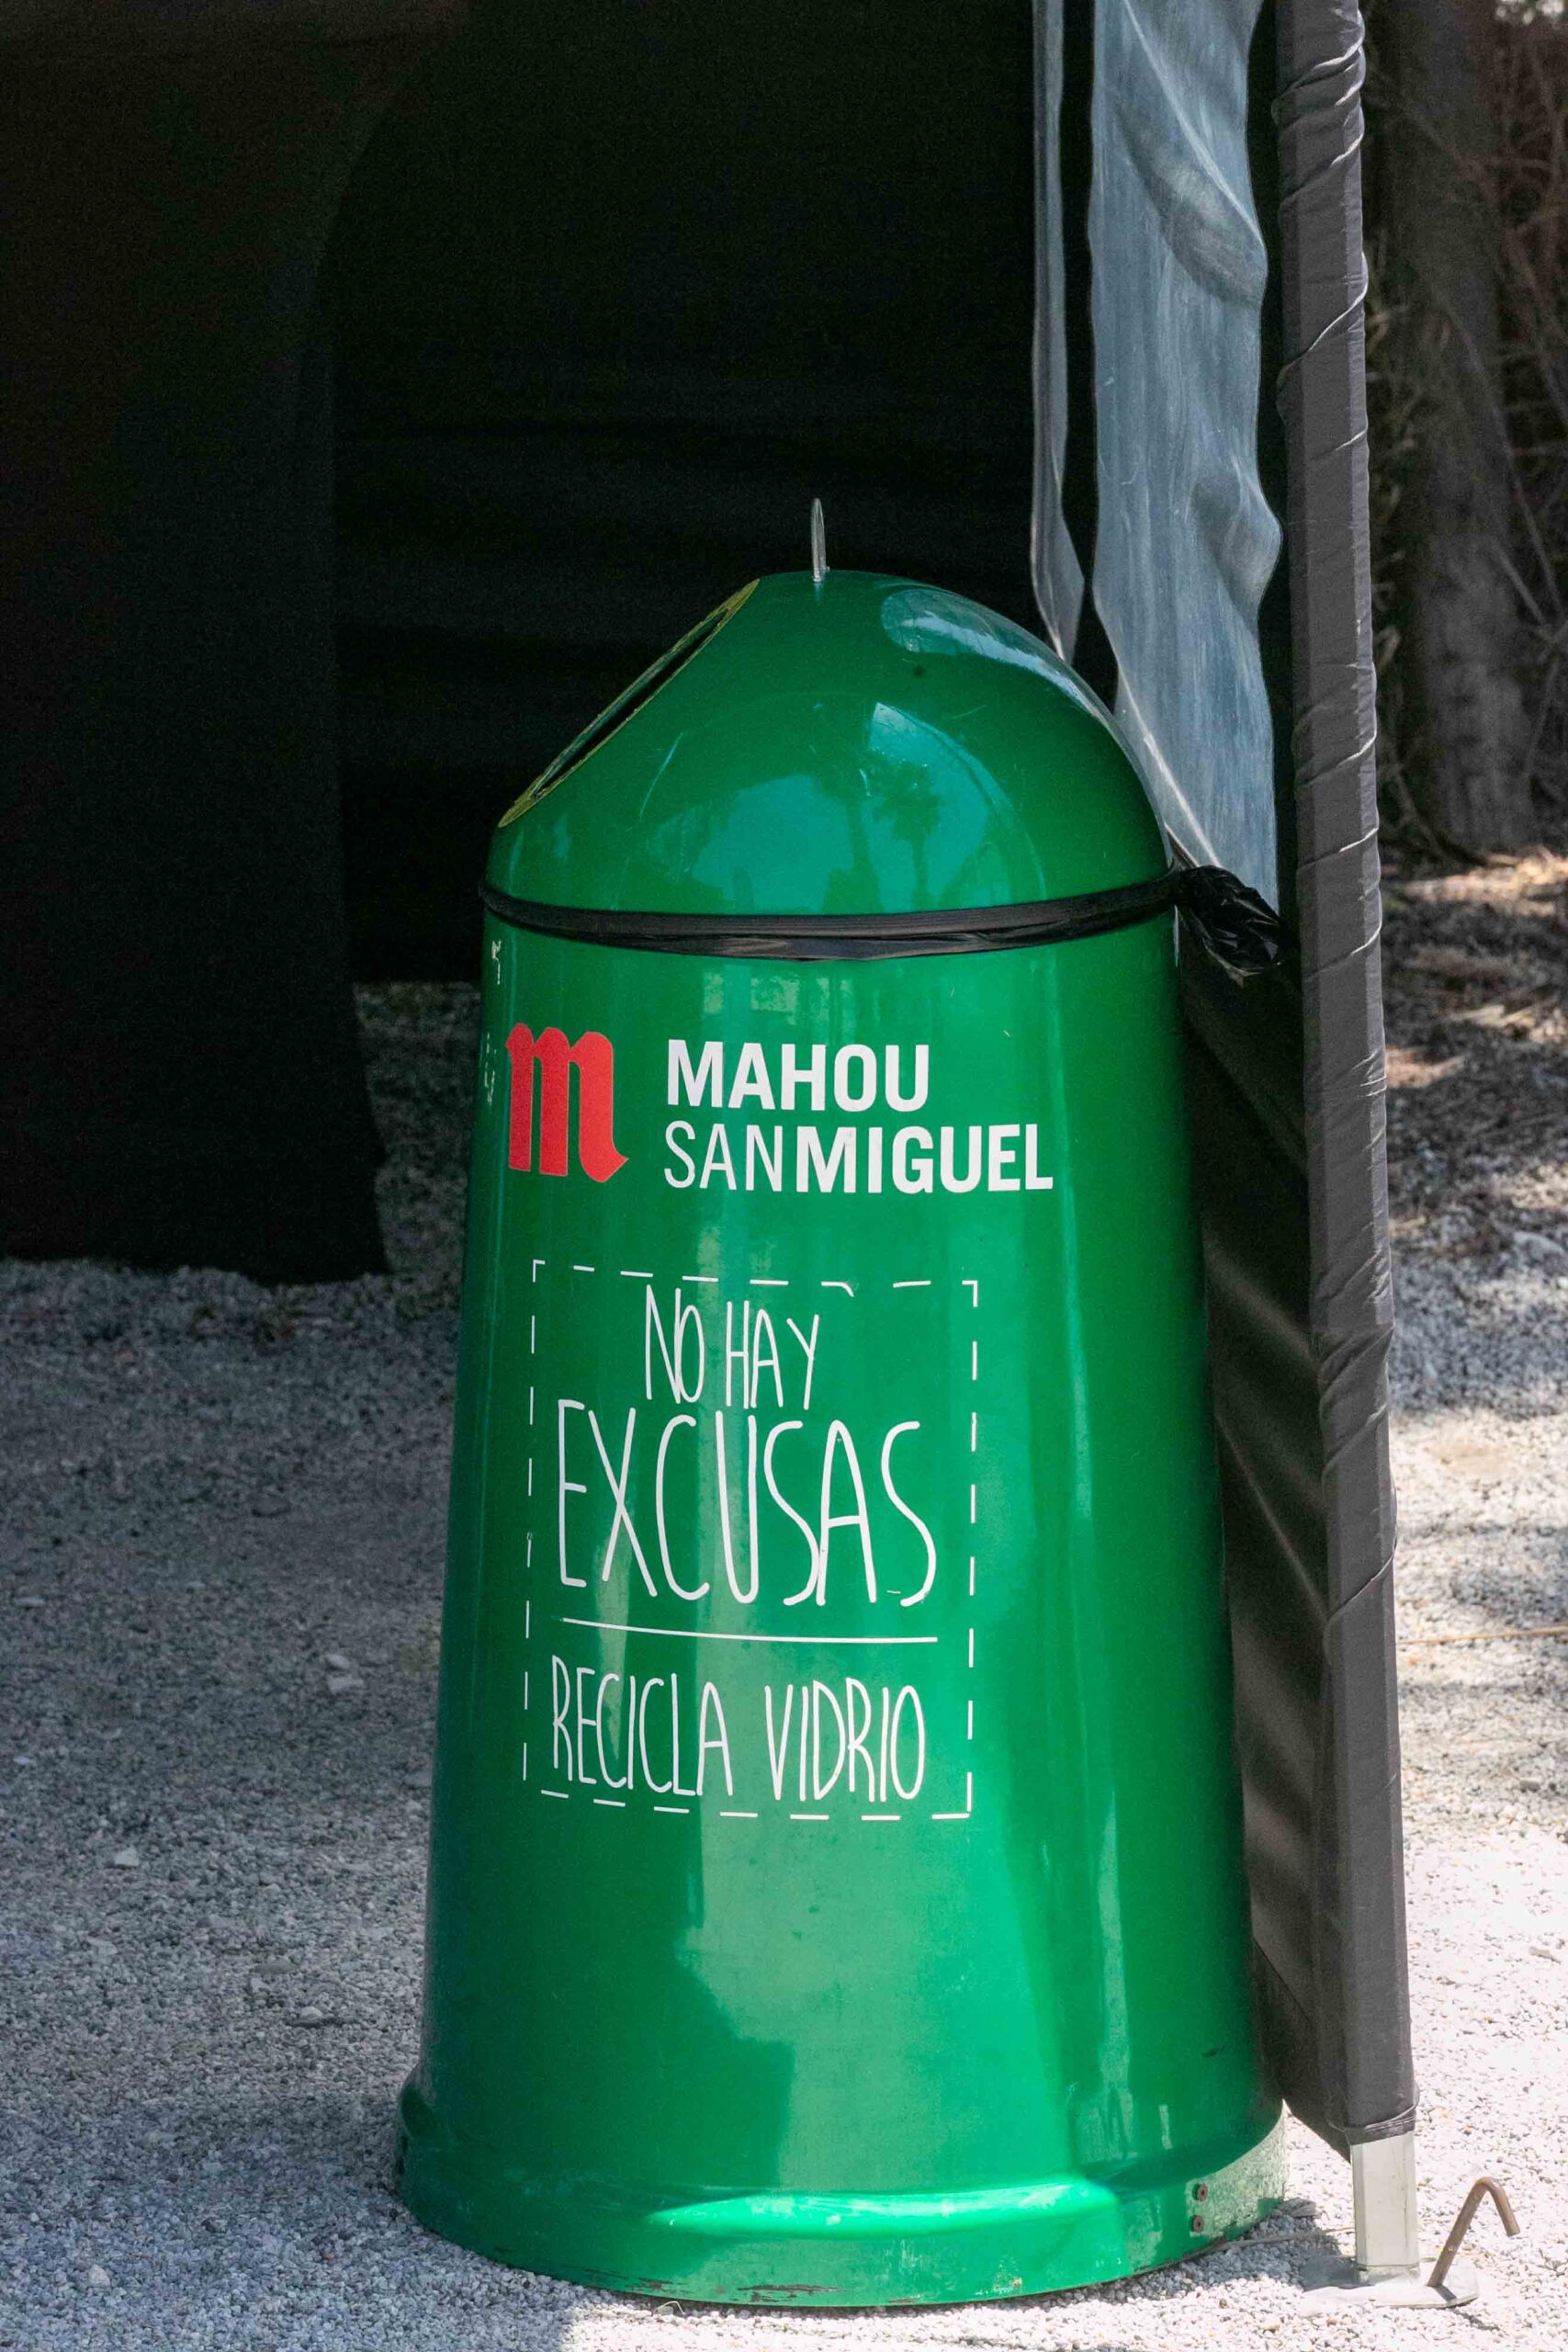 m
MAHOU
SANMIGUEL
NO HAY
EXCUSAS
RECICLA VIDRIO